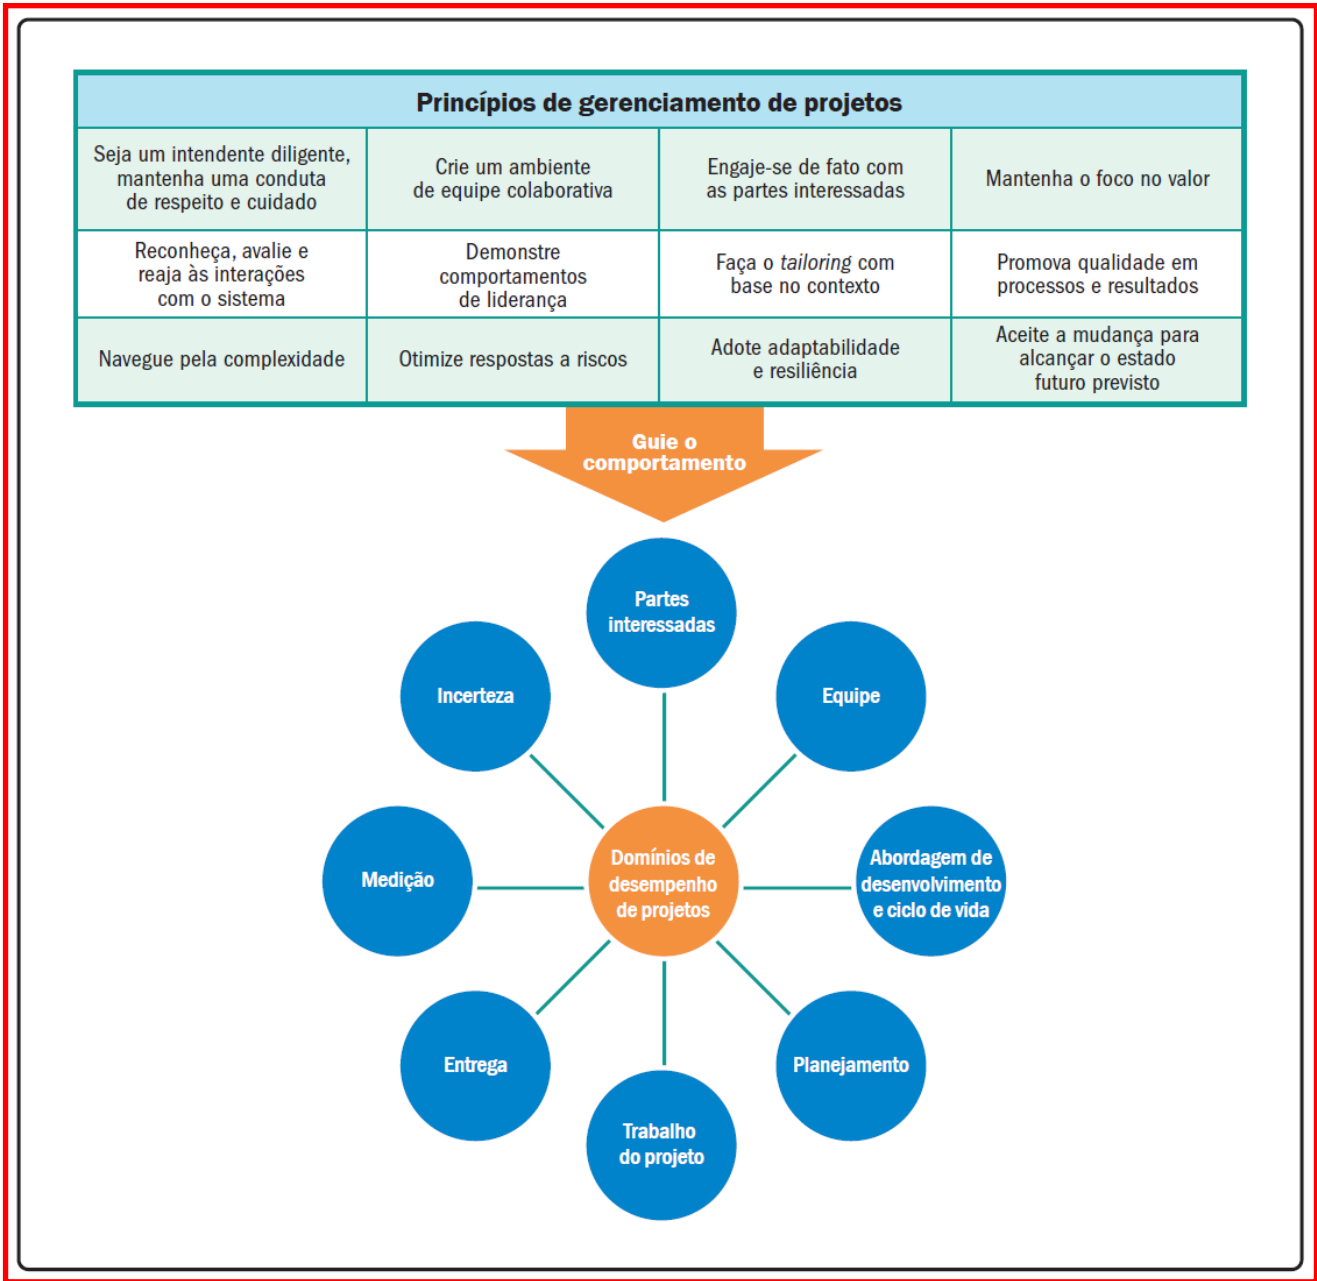 Princípios de gerenciamento de projetos
Seja um intendente diligente,
mantenha uma conduta
de respeito e cuidado
Crie um ambiente
de equipe colaborativa
Engaje-se de fato com
as partes interessadas
Mantenha o foco no valor
Reconheça, avalie e
reaja às interações
com o sistema
Demonstre
comportamentos
de liderança
Faça o tailoring com
base no contexto
Promova qualidade em
processos e resultados
Navegue pela complexidade
Otimize respostas a riscos
Adote adaptabilidade
e resiliência
Aceite a mudança para
alcançar o estado
futuro previsto
Guie o
comportamento
Partes
interessadas
Incerteza
Equipe
Medição
Domínios de
desempenho
de projetos
Abordagem de
desenvolvimento
e ciclo de vida
Entrega
Planejamento
Trabalho
do projeto